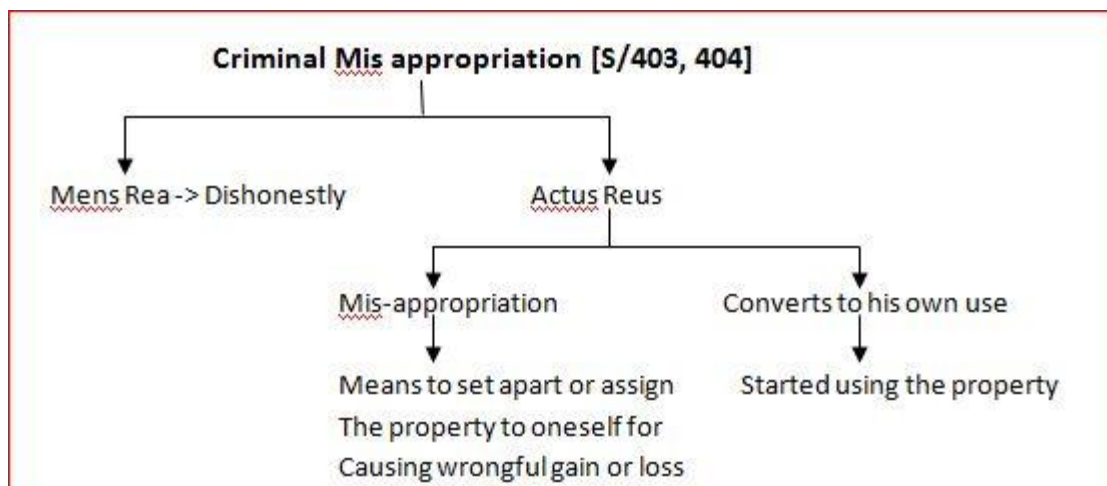 Criminal Mis appropriation [S/403, 404]
Mens Rea -> Dishonestly
Actus Reus
Mis-appropriation
Converts to his own use
Means to set apart or assign
The property to oneself for
Causing wrongful gain or loss
Started using the property